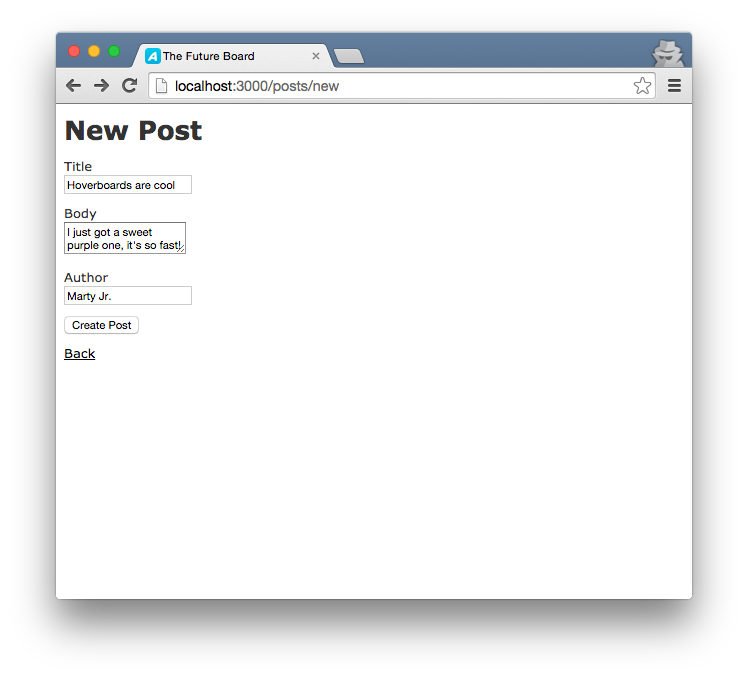 The Future Board
localhost:3000/posts/new
New Post
Title
Hoverboards are cool
Body
I just got a sweet
purple one, it's so fast!
Author
Marty Jr.
Create Post
Back